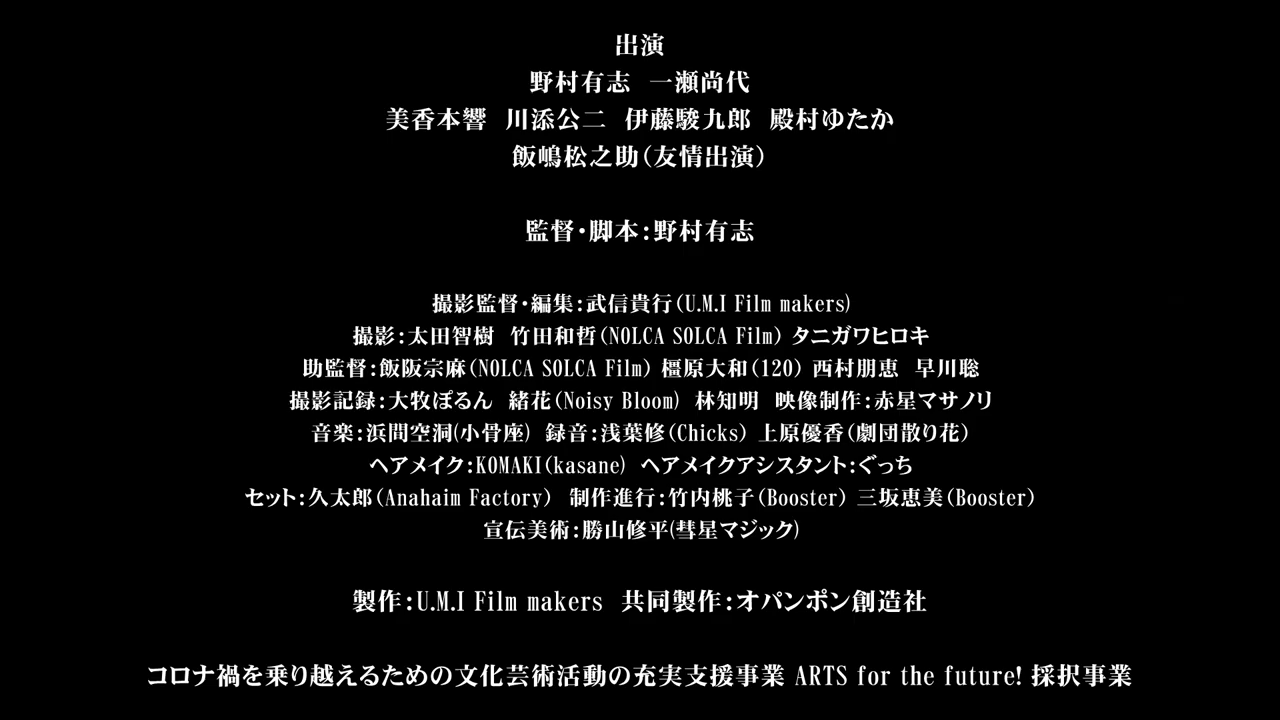 出演
野村有志　一瀬尚代
美香本響　川添公二　伊藤駿九郎　殿村ゆたか
飯嶋松之助（友情出演）
監督・脚本：野村有志
撮影監督・編集：武信貴行（U.M.I Film makers）
撮影：太田智樹　竹田和哲（NOLCA SOLCA Film） タニガワヒロキ
助監督：飯阪宗麻（NOLCA SOLCA Film） 橿原大和（120） 西村朋恵　早川聡
撮影記録：大牧ぽるん　緒花（Noisy Bloom） 林知明　映像制作：赤星マサノリ
音楽：浜間空洞(小骨座） 録音：浅葉修（Chicks） 上原優香（劇団散り花）
ヘアメイク：KOMAKI（kasane） ヘアメイクアシスタント：ぐっち
セット：久太郎（Anahaim Factory）　制作進行：竹内桃子（Booster） 三坂恵美（Booster）
宣伝美術：勝山修平(彗星マジック)
製作：U.M.I Film makers　共同製作：オパンポン創造社
コロナ禍を乗り越えるための文化芸術活動の充実支援事業 ARTS for the future! 採択事業